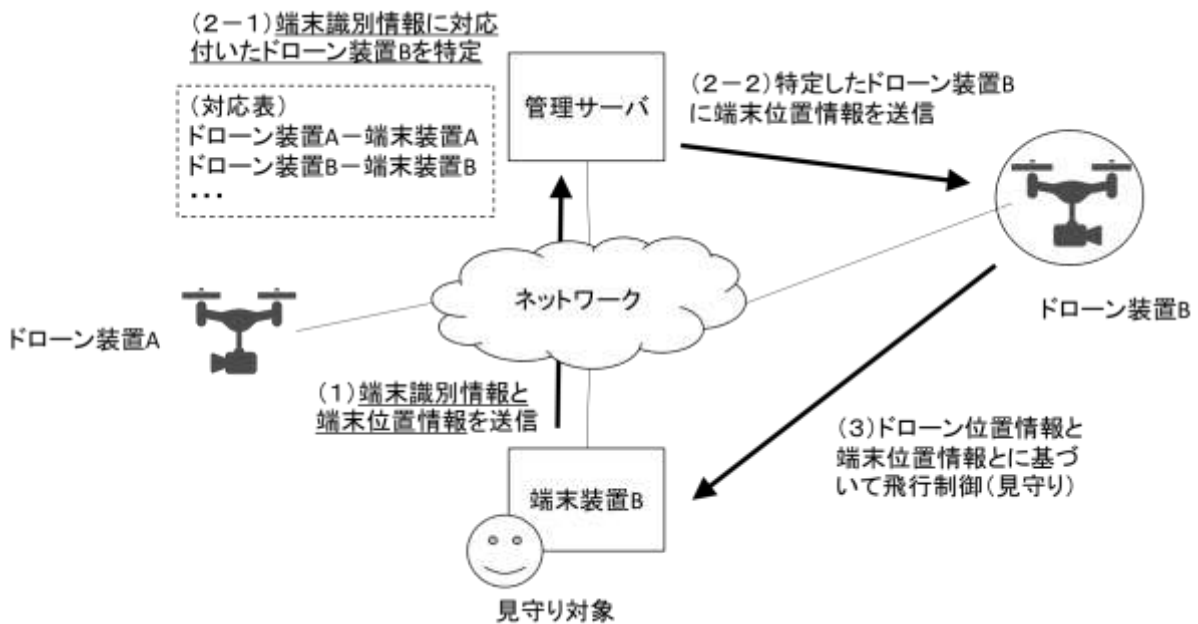 (2-1)端末識別情報に対応
付いたドローン装置Bを特定
(対応表)
ドローン装置A-端末装置A
ドローン装置B-端末装置B
・・・
管理サーバ
(2-2)特定したドローン装置B
に端末位置情報を送信
ネットワーク
ドローン装置A
ドローン装置B
(1)端末識別情報と
端末位置情報を送信
(3)ドローン位置情報と
端末位置情報とに基づ
いて飛行制御(見守り)
端末装置B
見守り対象